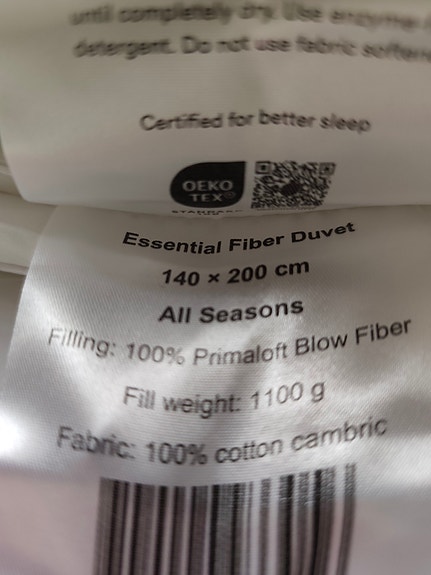 until completely dry. Use enzyme-
detergent. Do not use fabric softene
Certified for better sleep
OEKO
TEX®
Essential Fiber Duvet
140 × 200 cm
All Seasons
Filling: 100% Primaloft Blow Fiber
Fill weight: 1100 g
Fabric: 100% cotton cambric